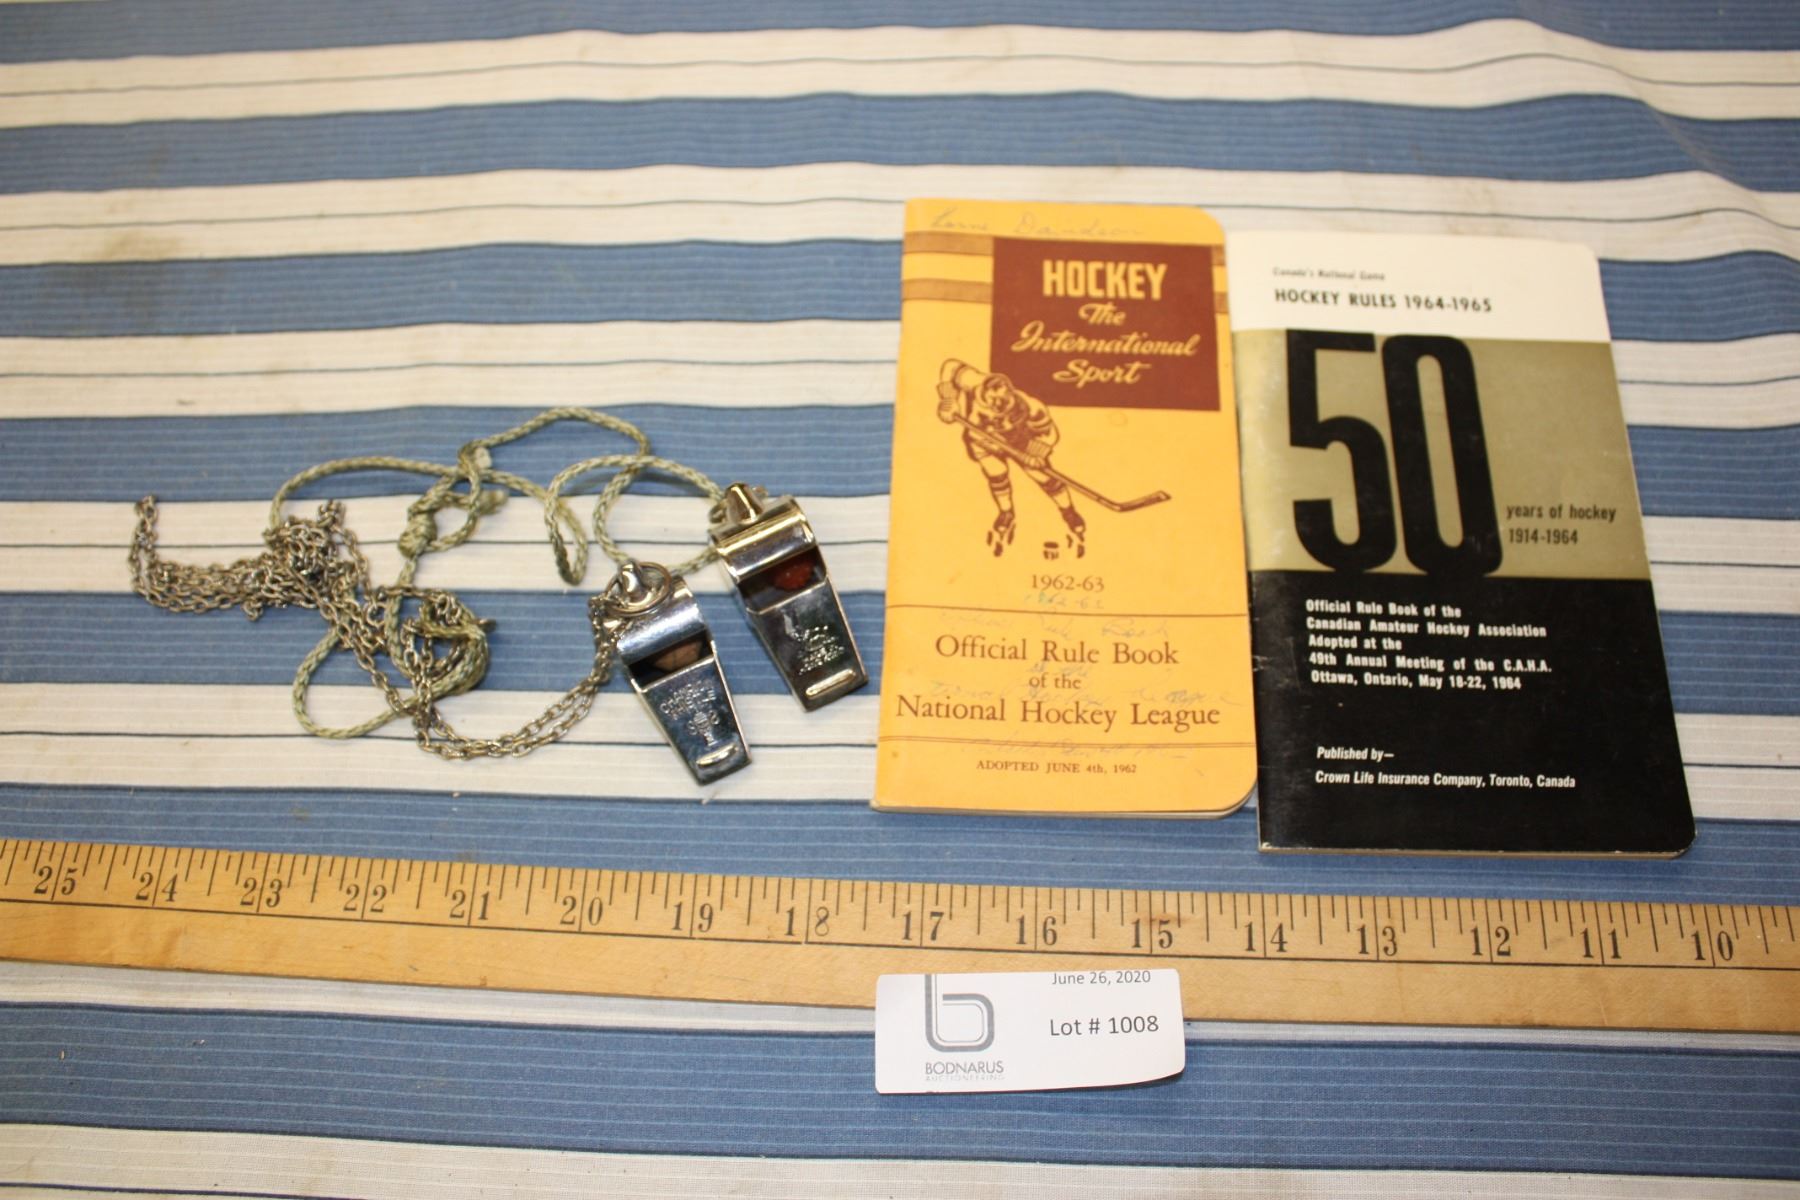 Lorne Davidson
HOCKEY
The
International
Sport
1962-63
Official Rule Book
of the
National Hockey League
ADOPTED JUNE 4th, 1962
Canada's National Game
HOCKEY RULES 1964-1965
50
years of hockey
1914-1964
Official Rule Book of the
Canadian Amateur Hockey Association
Adopted at the
49th Annual Meeting of the C.A.H.A.
Ottawa, Ontario, May 18-22, 1964
Published by—
Crown Life Insurance Company, Toronto, Canada
25 24 23 22 21 20 19 18 17 16 15 14 13 12 11 10
June 26, 2020
Lot # 1008
BODNARUS
AUCTIONEERING